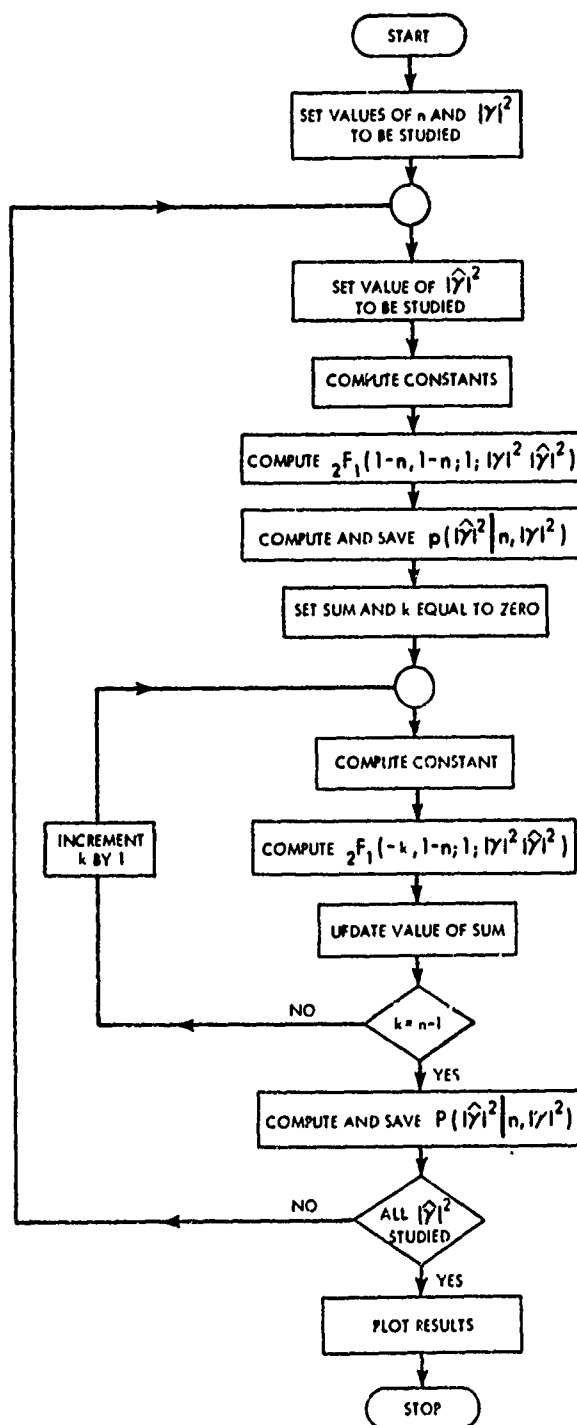 START
SET VALUES OF n AND |γ|²
TO BE STUDIED
SET VALUE OF |γ̂|²
TO BE STUDIED
COMPUTE CONSTANTS
COMPUTE ₂F₁(1-n, 1-n; 1; |γ|² |γ̂|²)
COMPUTE AND SAVE p(|γ̂|² | n, |γ|²)
SET SUM AND k EQUAL TO ZERO
COMPUTE CONSTANT
INCREMENT
k BY 1
COMPUTE ₂F₁(-k, 1-n; 1; |γ|² |γ̂|²)
UPDATE VALUE OF SUM
NO
k = n-1
YES
COMPUTE AND SAVE P(|γ̂|² | n, |γ|²)
NO
ALL |γ̂|²
STUDIED
YES
PLOT RESULTS
STOP